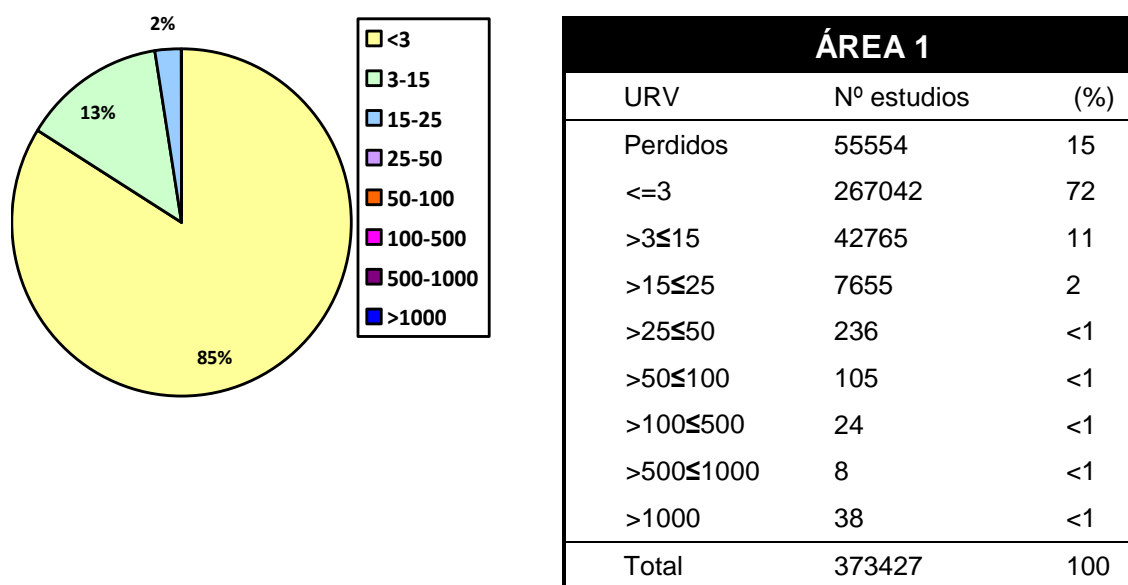 2%
13%
85%
<3
3-15
15-25
25-50
50-100
100-500
500-1000
>1000
ÁREA 1
URV Nº estudios (%)
Perdidos 55554 15
<=3 267042 72
>3≤15 42765 11
>15≤25 7655 2
>25≤50 236 <1
>50≤100 105 <1
>100≤500 24 <1
>500≤1000 8 <1
>1000 38 <1
Total 373427 100